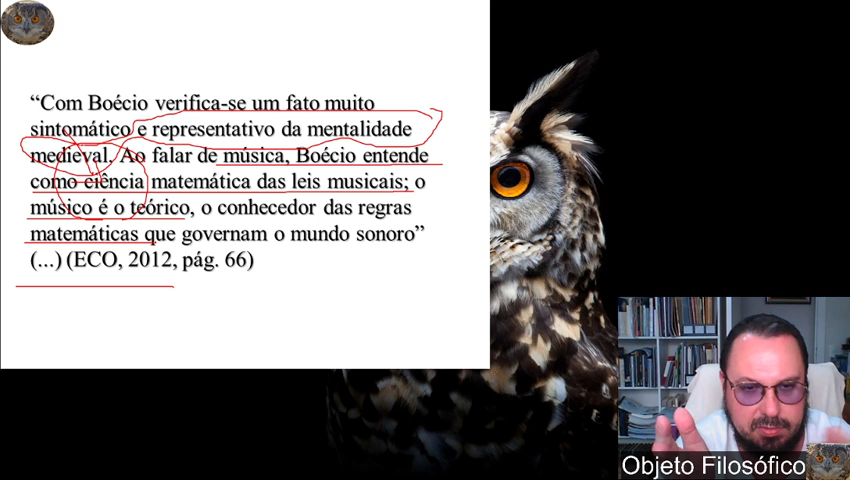 “Com Boécio verifica-se um fato muito
sintomático e representativo da mentalidade
medieval. Ao falar de música, Boécio entende
como ciência matemática das leis musicais; o
músico é o teórico, o conhecedor das regras
matemáticas que governam o mundo sonoro”
(...) (ECO, 2012, pág. 66)
Objeto Filosófico